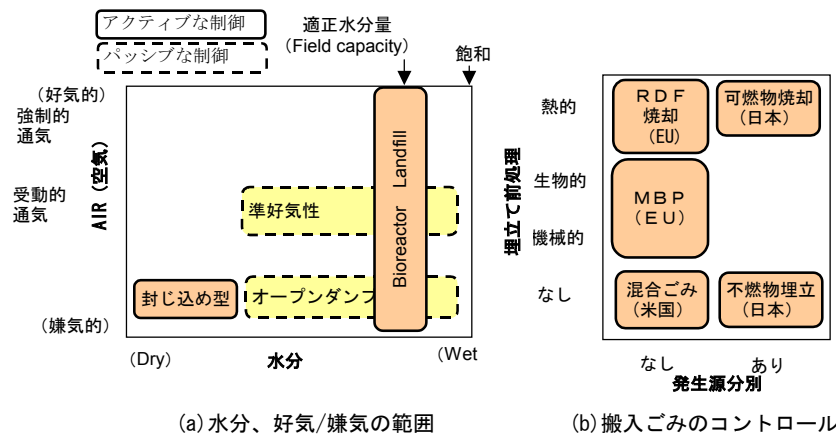 アクティブな制御
パッシブな制御
適正水分量
(Field capacity)
飽和
(好気的)
強制的
通気
受動的
通気
(嫌気的)
AIR(空気)
準好気性
封じ込め型
オープンダンプ
Bioreactor Landfill
(Dry)
水分
(Wet
(a)水分、好気/嫌気の範囲
熱的
生物的
機械的
なし
埋立て前処理
RDF
焼却
(EU)
可燃物焼却
(日本)
MBP
(EU)
混合ごみ
(米国)
不燃物埋立
(日本)
なし
あり
発生源分別
(b)搬入ごみのコントロール